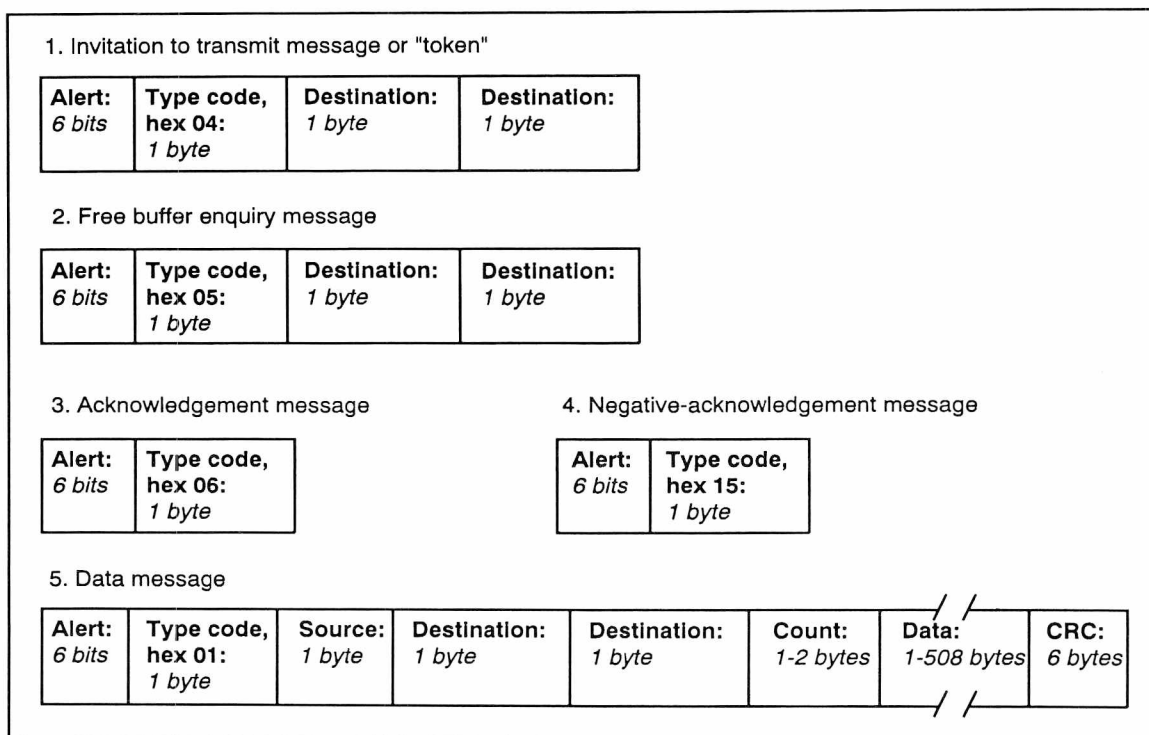 1. Invitation to transmit message or "token"
Alert: Type code, Destination: Destination:
6 bits hex 04: 1 byte 1 byte
1 byte
2. Free buffer enquiry message
Alert: Type code, Destination: Destination:
6 bits hex 05: 1 byte 1 byte
1 byte
3. Acknowledgement message
Alert: Type code,
6 bits hex 06:
1 byte
4. Negative-acknowledgement message
Alert: Type code,
6 bits hex 15:
1 byte
5. Data message
Alert: Type code, Source: Destination: Destination: Count: Data: CRC:
6 bits hex 01: 1 byte 1 byte 1 byte 1-2 bytes 1-508 bytes 6 bytes
1 byte